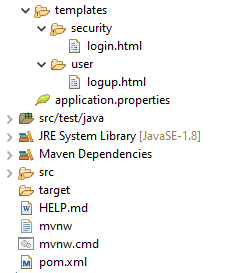 templates
security
login.html
user
logup.html
application.properties
src/test/java
JRE System Library [JavaSE-1.8]
Maven Dependencies
src
target
HELP.md
mvnw
mvnw.cmd
pom.xml